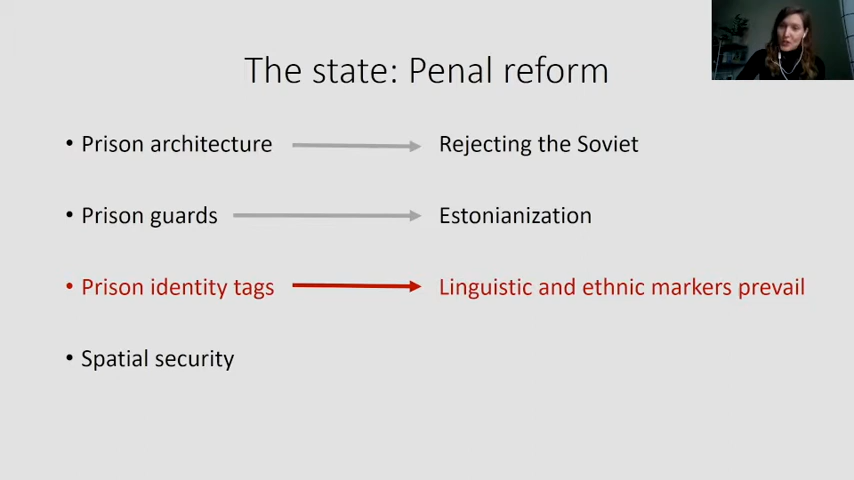 The state: Penal reform
• Prison architecture → Rejecting the Soviet
• Prison guards → Estonianization
• Prison identity tags → Linguistic and ethnic markers prevail
• Spatial security